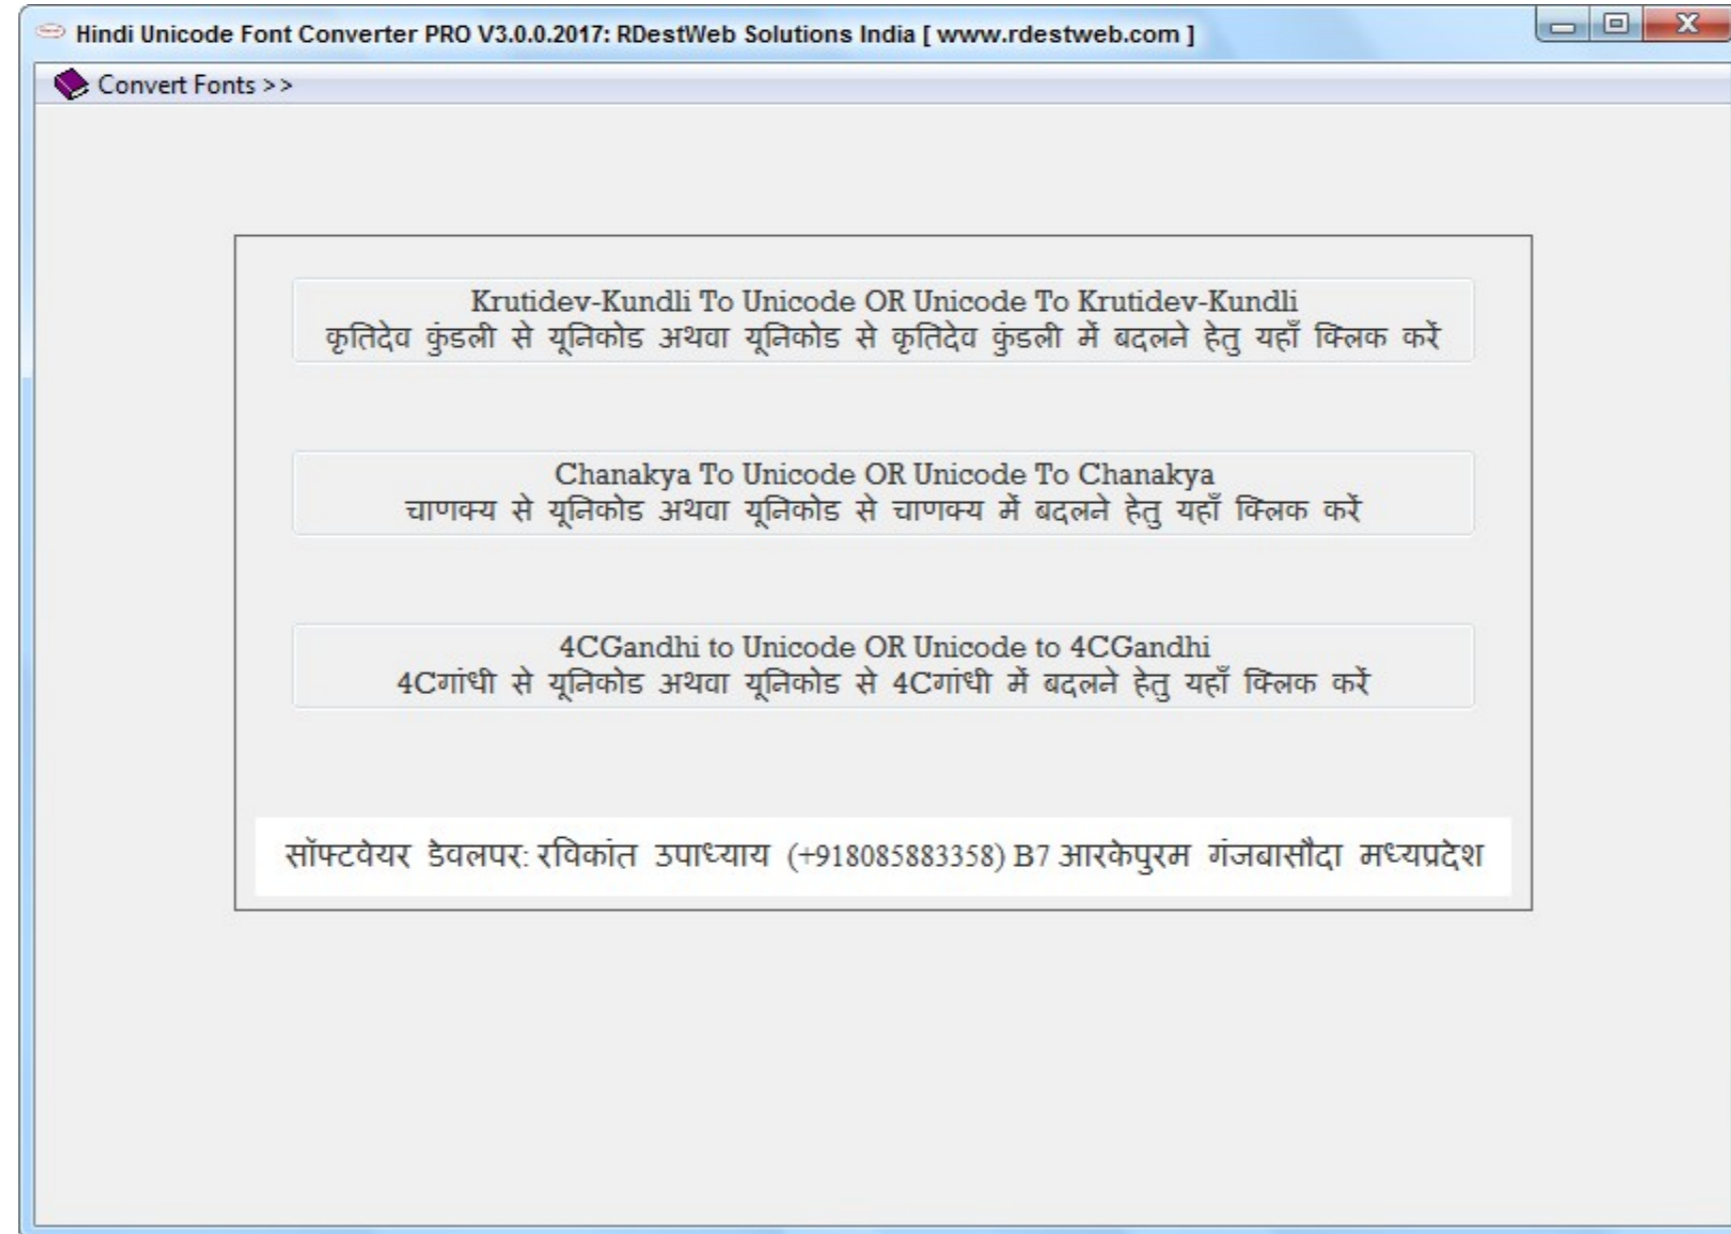 Hindi Unicode Font Converter PRO V3.0.0.2017: RDestWeb Solutions India [ www.rdestweb.com ]
Convert Fonts >>
Krutidev-Kundli To Unicode OR Unicode To Krutidev-Kundli
कृतिदेव कुंडली से यूनिकोड अथवा यूनिकोड से कृतिदेव कुंडली में बदलने हेतु यहाँ क्लिक करें
Chanakya To Unicode OR Unicode To Chanakya
चाणक्य से यूनिकोड अथवा यूनिकोड से चाणक्य में बदलने हेतु यहाँ क्लिक करें
4CGandhi to Unicode OR Unicode to 4CGandhi
4Cगांधी से यूनिकोड अथवा यूनिकोड से 4Cगांधी में बदलने हेतु यहाँ क्लिक करें
सॉफ्टवेयर डेवलपर: रविकांत उपाध्याय (+918085883358) B7 आरकेपुरम गंजबासौदा मध्यप्रदेश